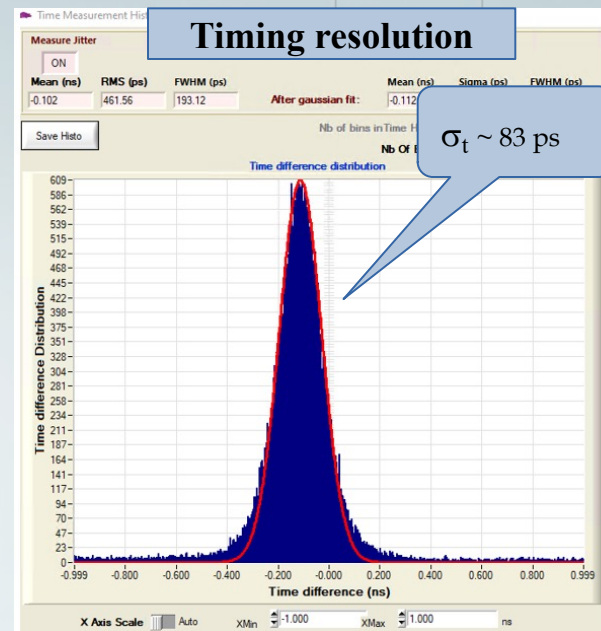 Time Measurement His
Timing resolution
Measure Jitter
ON
Mean (ns) RMS (ps) FWHM (ps) Mean (ns) Sigma (ps) FWHM (ps)
-0.102 461.56 193.12 After gaussian fit: -0.112
Save Histo
Nb of bins in Time H
Nb Of B
σt ~ 83 ps
Time difference distribution
609
586
562
539
515
492
468
445
422
398
375
351
328
304
281
258
234
211
187
164
141
117
94
70
47
23
0
Time difference Distribution
-0.999 -0.800 -0.600 -0.400 -0.200 -0.000 0.200 0.400 0.600 0.800 0.999
Time difference (ns)
X Axis Scale Auto XMin -1.000 XMax 1.000 ns